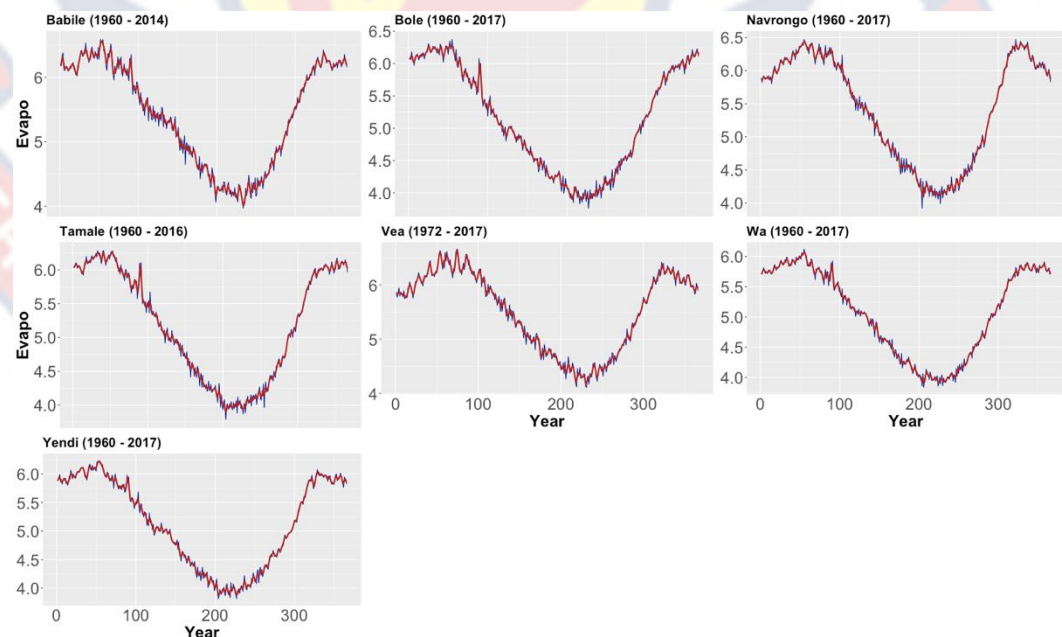 Babile (1960 - 2014)
Bole (1960 - 2017)
Navrongo (1960 - 2017)
Evapo
6
5
4
6.5
6.0
5.5
5.0
4.5
4.0
6.5
6.0
5.5
5.0
4.5
4.0
Tamale (1960 - 2016)
Vea (1972 - 2017)
Wa (1960 - 2017)
Evapo
6.0
5.5
5.0
4.5
4.0
6
5
4
6.0
5.5
5.0
4.5
4.0
0 100 200 300
Year
0 100 200 300
Year
Yendi (1960 - 2017)
6.0
5.5
5.0
4.5
4.0
0 100 200 300
Year